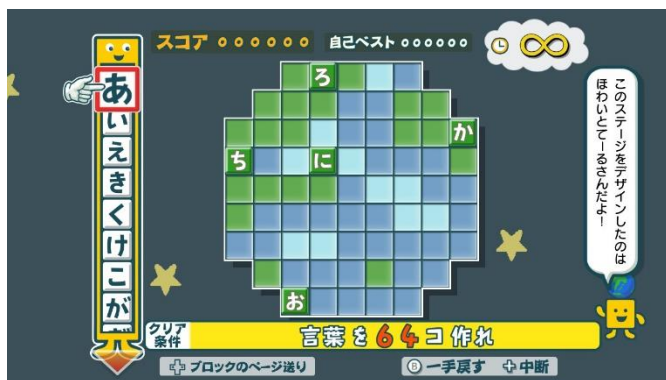 スコア 000000 自己ベスト 000000 ∞
あ
い
え
き
く
け
こ
が
ろ
か
ち
に
お
このステージをデザインしたのは
ほわいとてーるさんだよ！
クリア条件 言葉を64コ作れ
ブロックのページ送り Ⓑ一手戻す 中断